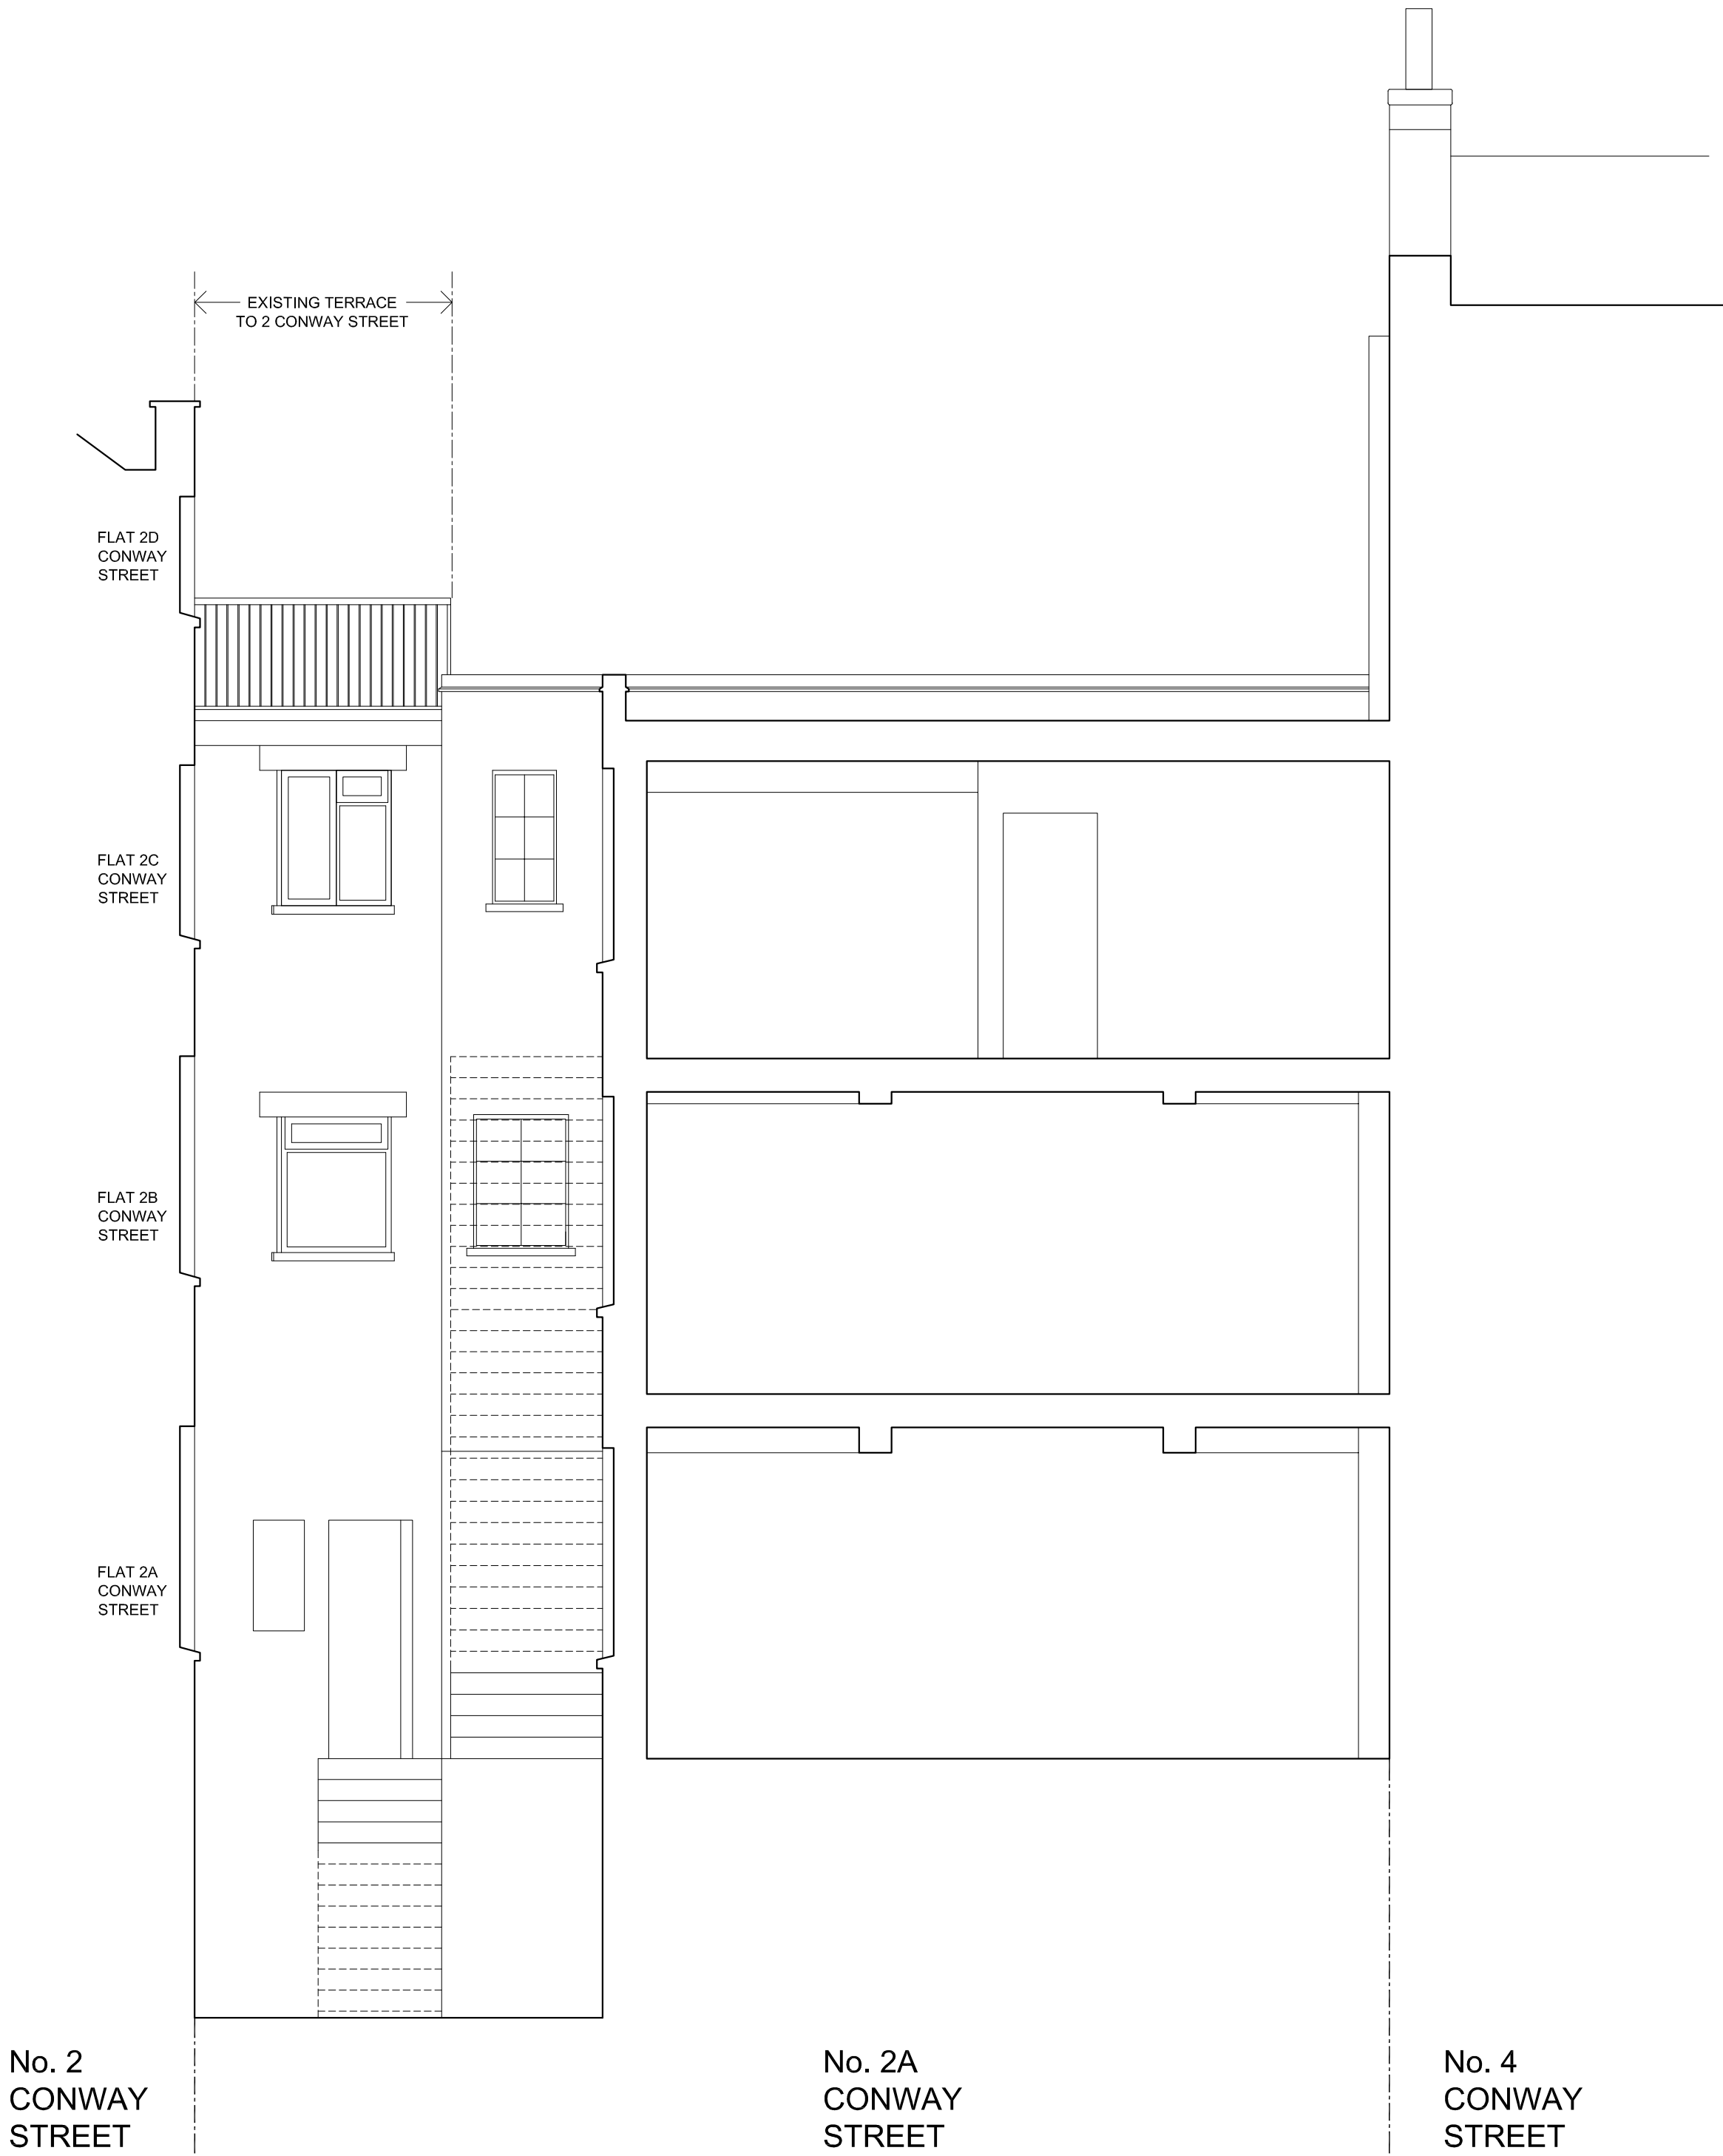 EXISTING TERRACE
TO 2 CONWAY STREET
FLAT 2D
CONWAY
STREET
FLAT 2C
CONWAY
STREET
FLAT 2B
CONWAY
STREET
FLAT 2A
CONWAY
STREET
No. 2
CONWAY
STREET
No. 2A
CONWAY
STREET
No. 4
CONWAY
STREET